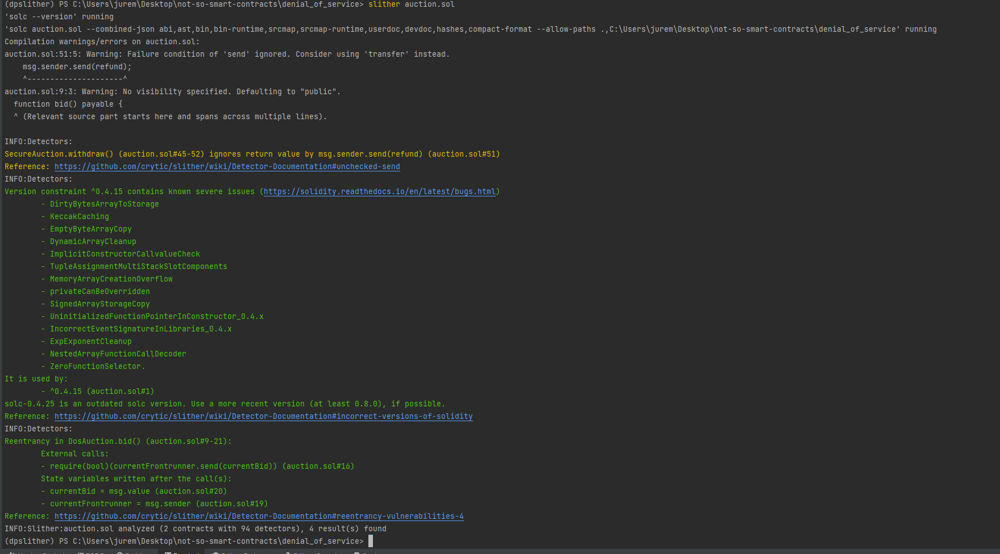 (dpslither) PS C:\Users\jurem\Desktop\not-so-smart-contracts\denial_of_service> slither auction.sol
'solc --version' running
'solc auction.sol --combined-json abi,ast,bin,bin-runtime,srcmap,srcmap-runtime,userdoc,devdoc,hashes,compact-format --allow-paths .,C:\Users\jurem\Desktop\not-so-smart-contracts\denial_of_service' running
Compilation warnings/errors on auction.sol:
auction.sol:51:5: Warning: Failure condition of 'send' ignored. Consider using 'transfer' instead.
    msg.sender.send(refund);
    ^---------------------^
auction.sol:9:3: Warning: No visibility specified. Defaulting to "public".
  function bid() payable {
  ^ (Relevant source part starts here and spans across multiple lines).
INFO:Detectors:
SecureAuction.withdraw() (auction.sol#45-52) ignores return value by msg.sender.send(refund) (auction.sol#51)
Reference: https://github.com/crytic/slither/wiki/Detector-Documentation#unchecked-send
INFO:Detectors:
Version constraint ^0.4.15 contains known severe issues (https://solidity.readthedocs.io/en/latest/bugs.html)
        - DirtyBytesArrayToStorage
        - KeccakCaching
        - EmptyByteArrayCopy
        - DynamicArrayCleanup
        - ImplicitConstructorCallvalueCheck
        - TupleAssignmentMultiStackSlotComponents
        - MemoryArrayCreationOverflow
        - privateCanBeOverridden
        - SignedArrayStorageCopy
        - UninitializedFunctionPointerInConstructor_0.4.x
        - IncorrectEventSignatureInLibraries_0.4.x
        - ExpExponentCleanup
        - NestedArrayFunctionCallDecoder
        - ZeroFunctionSelector.
It is used by:
        - ^0.4.15 (auction.sol#1)
solc-0.4.25 is an outdated solc version. Use a more recent version (at least 0.8.0), if possible.
Reference: https://github.com/crytic/slither/wiki/Detector-Documentation#incorrect-versions-of-solidity
INFO:Detectors:
Reentrancy in DosAuction.bid() (auction.sol#9-21):
        External calls:
        - require(bool)(currentFrontrunner.send(currentBid)) (auction.sol#16)
        State variables written after the call(s):
        - currentBid = msg.value (auction.sol#20)
        - currentFrontrunner = msg.sender (auction.sol#19)
Reference: https://github.com/crytic/slither/wiki/Detector-Documentation#reentrancy-vulnerabilities-4
INFO:Slither:auction.sol analyzed (2 contracts with 94 detectors), 4 result(s) found
(dpslither) PS C:\Users\jurem\Desktop\not-so-smart-contracts\denial_of_service>